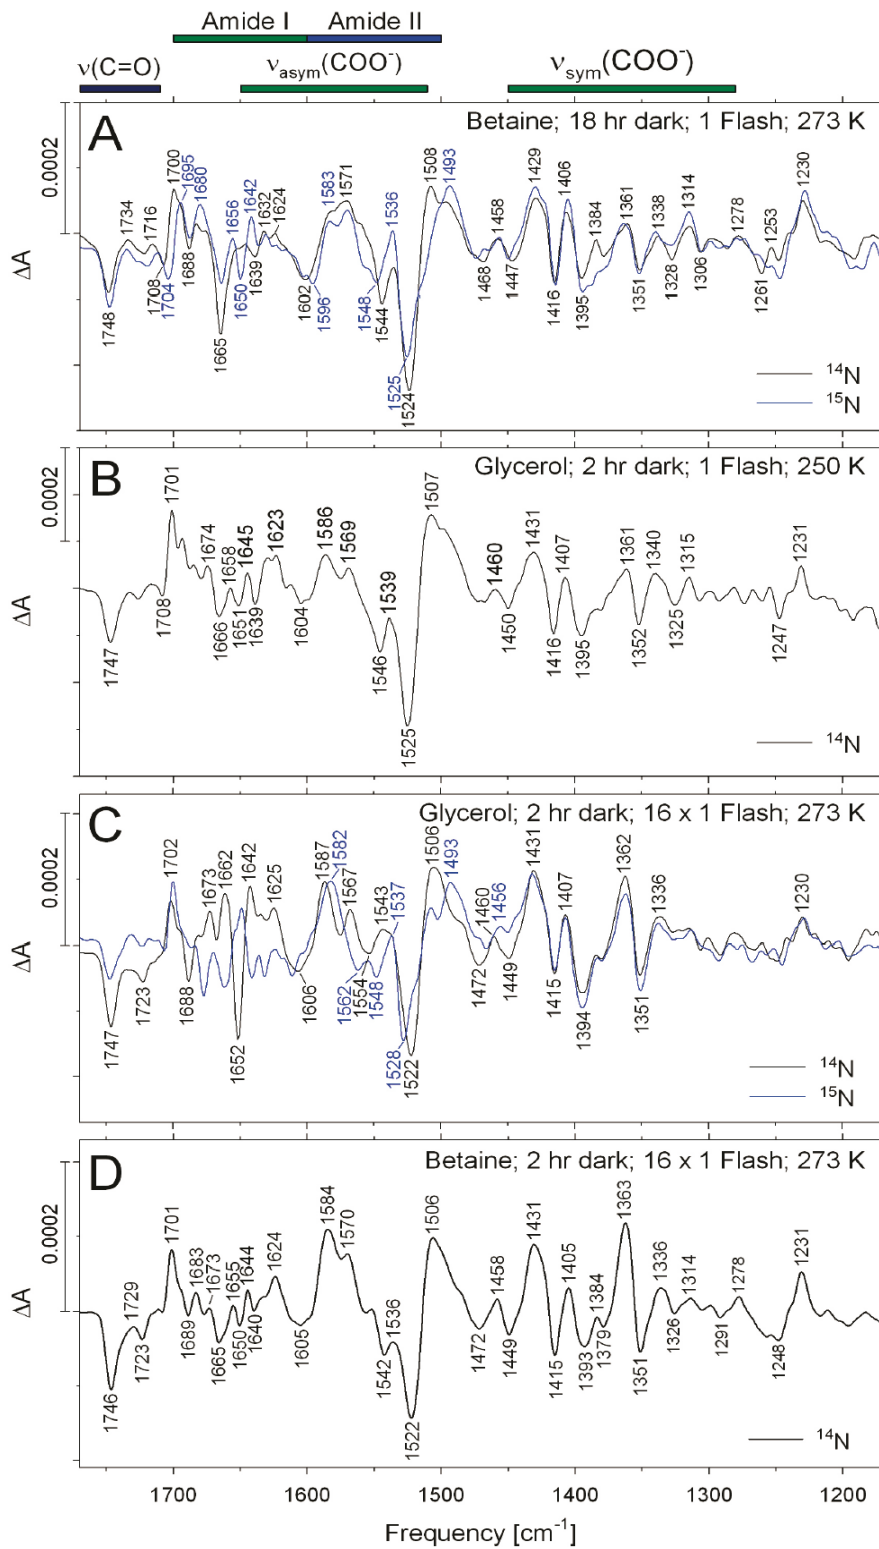 Amide I Amide II
ν(C=O) νasym(COO⁻) νsym(COO⁻)
A
Betaine; 18 hr dark; 1 Flash; 273 K
0.0002
ΔA
1700 1695 1680 1734 1716 1656 1642 1632 1624 1583 1571 1536 1508 1493 1458 1429 1406 1384 1361 1338 1314 1278 1253 1230
1748 1708 1704 1688 1665 1650 1639 1602 1596 1548 1544 1525 1524 1468 1447 1416 1395 1351 1328 1306 1261
¹⁴N
¹⁵N
B
Glycerol; 2 hr dark; 1 Flash; 250 K
0.0002
ΔA
1701 1674 1658 1645 1623 1586 1569 1539 1507 1460 1431 1407 1361 1340 1315 1231
1747 1708 1666 1651 1639 1604 1546 1525 1450 1416 1395 1352 1325 1247
¹⁴N
C
Glycerol; 2 hr dark; 16 x 1 Flash; 273 K
0.0002
ΔA
1702 1673 1662 1642 1625 1587 1582 1567 1543 1537 1506 1493 1460 1456 1431 1407 1362 1336 1230
1747 1723 1688 1652 1606 1562 1554 1548 1528 1522 1472 1449 1415 1394 1351
¹⁴N
¹⁵N
D
Betaine; 2 hr dark; 16 x 1 Flash; 273 K
0.0002
ΔA
1729 1701 1683 1673 1655 1644 1624 1584 1570 1536 1506 1458 1431 1405 1384 1363 1336 1314 1278 1231
1746 1723 1689 1665 1650 1640 1605 1542 1522 1472 1449 1415 1393 1379 1351 1326 1291 1248
¹⁴N
1700 1600 1500 1400 1300 1200
Frequency [cm⁻¹]